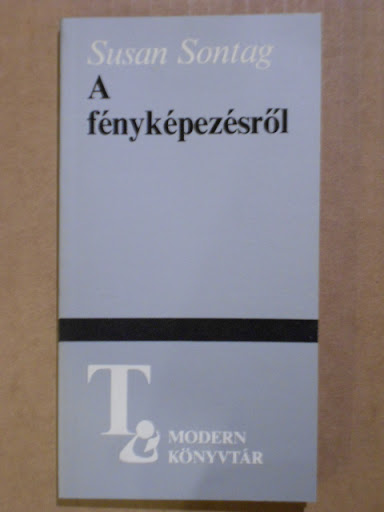 Susan Sontag
A
fényképezésről
T
MODERN
KÖNYVTÁR